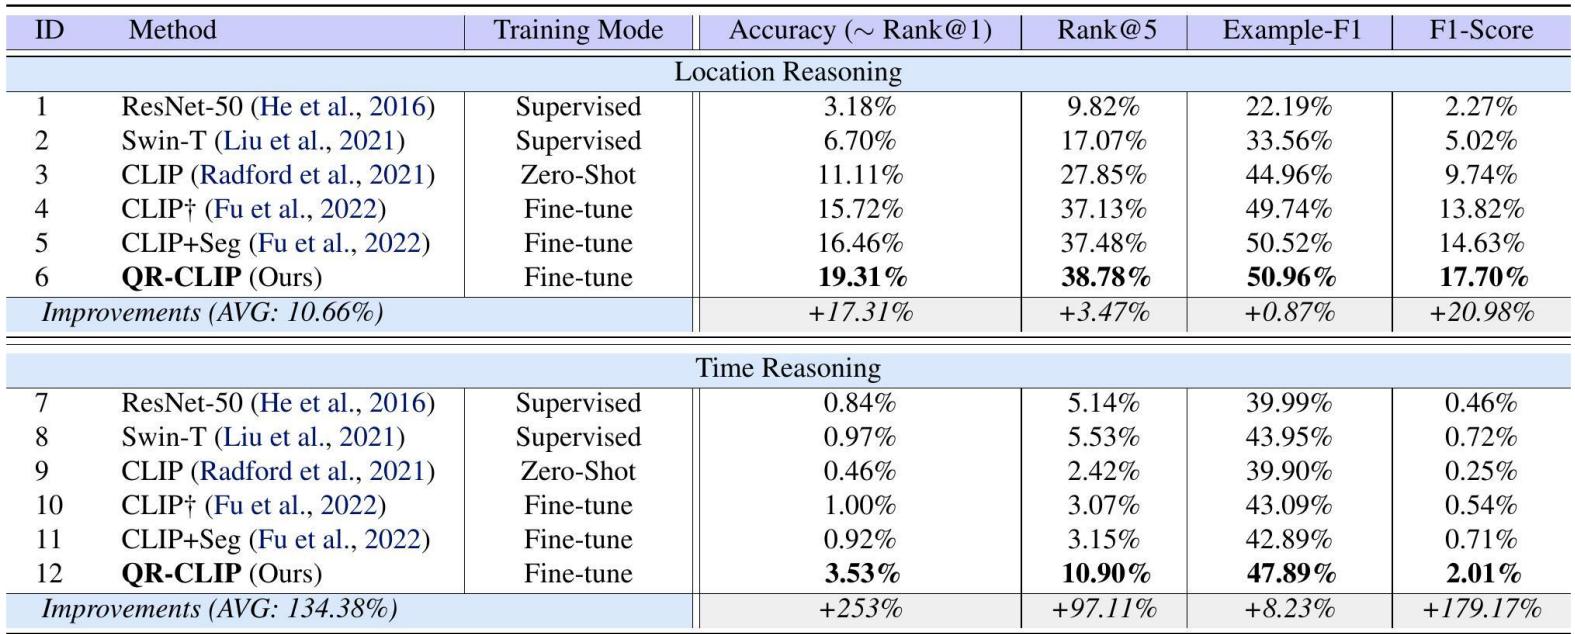 ID Method Training Mode Accuracy (∼ Rank@1) Rank@5 Example-F1 F1-Score
Location Reasoning
1 ResNet-50 (He et al., 2016) Supervised 3.18% 9.82% 22.19% 2.27%
2 Swin-T (Liu et al., 2021) Supervised 6.70% 17.07% 33.56% 5.02%
3 CLIP (Radford et al., 2021) Zero-Shot 11.11% 27.85% 44.96% 9.74%
4 CLIP† (Fu et al., 2022) Fine-tune 15.72% 37.13% 49.74% 13.82%
5 CLIP+Seg (Fu et al., 2022) Fine-tune 16.46% 37.48% 50.52% 14.63%
6 QR-CLIP (Ours) Fine-tune 19.31% 38.78% 50.96% 17.70%
Improvements (AVG: 10.66%) +17.31% +3.47% +0.87% +20.98%
Time Reasoning
7 ResNet-50 (He et al., 2016) Supervised 0.84% 5.14% 39.99% 0.46%
8 Swin-T (Liu et al., 2021) Supervised 0.97% 5.53% 43.95% 0.72%
9 CLIP (Radford et al., 2021) Zero-Shot 0.46% 2.42% 39.90% 0.25%
10 CLIP† (Fu et al., 2022) Fine-tune 1.00% 3.07% 43.09% 0.54%
11 CLIP+Seg (Fu et al., 2022) Fine-tune 0.92% 3.15% 42.89% 0.71%
12 QR-CLIP (Ours) Fine-tune 3.53% 10.90% 47.89% 2.01%
Improvements (AVG: 134.38%) +253% +97.11% +8.23% +179.17%